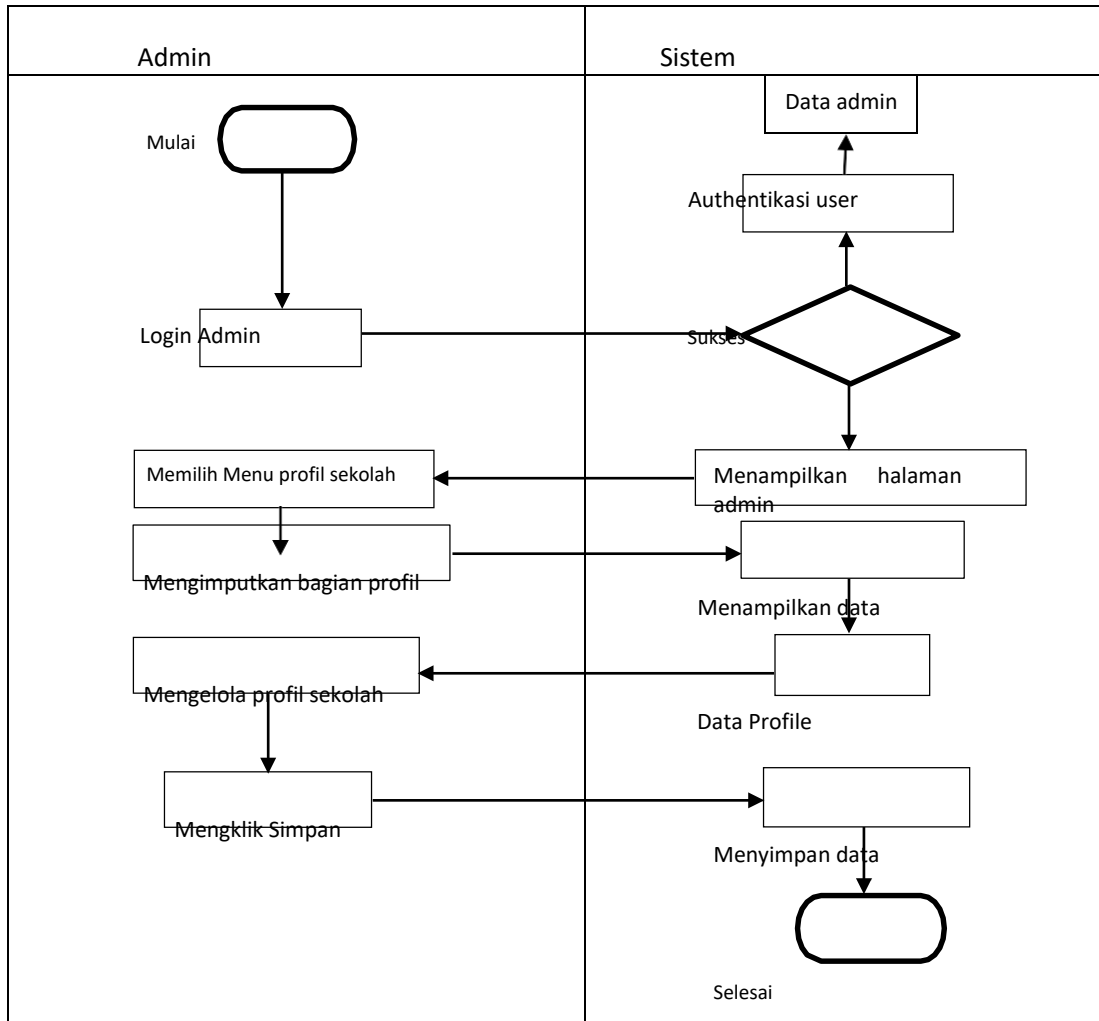 Admin
Sistem
Data admin
Mulai
Authentikasi user
Login Admin
Sukses
Memilih Menu profil sekolah
Menampilkan halaman
admin
Mengimputkan bagian profil
Menampilkan data
Mengelola profil sekolah
Data Profile
Mengklik Simpan
Menyimpan data
Selesai